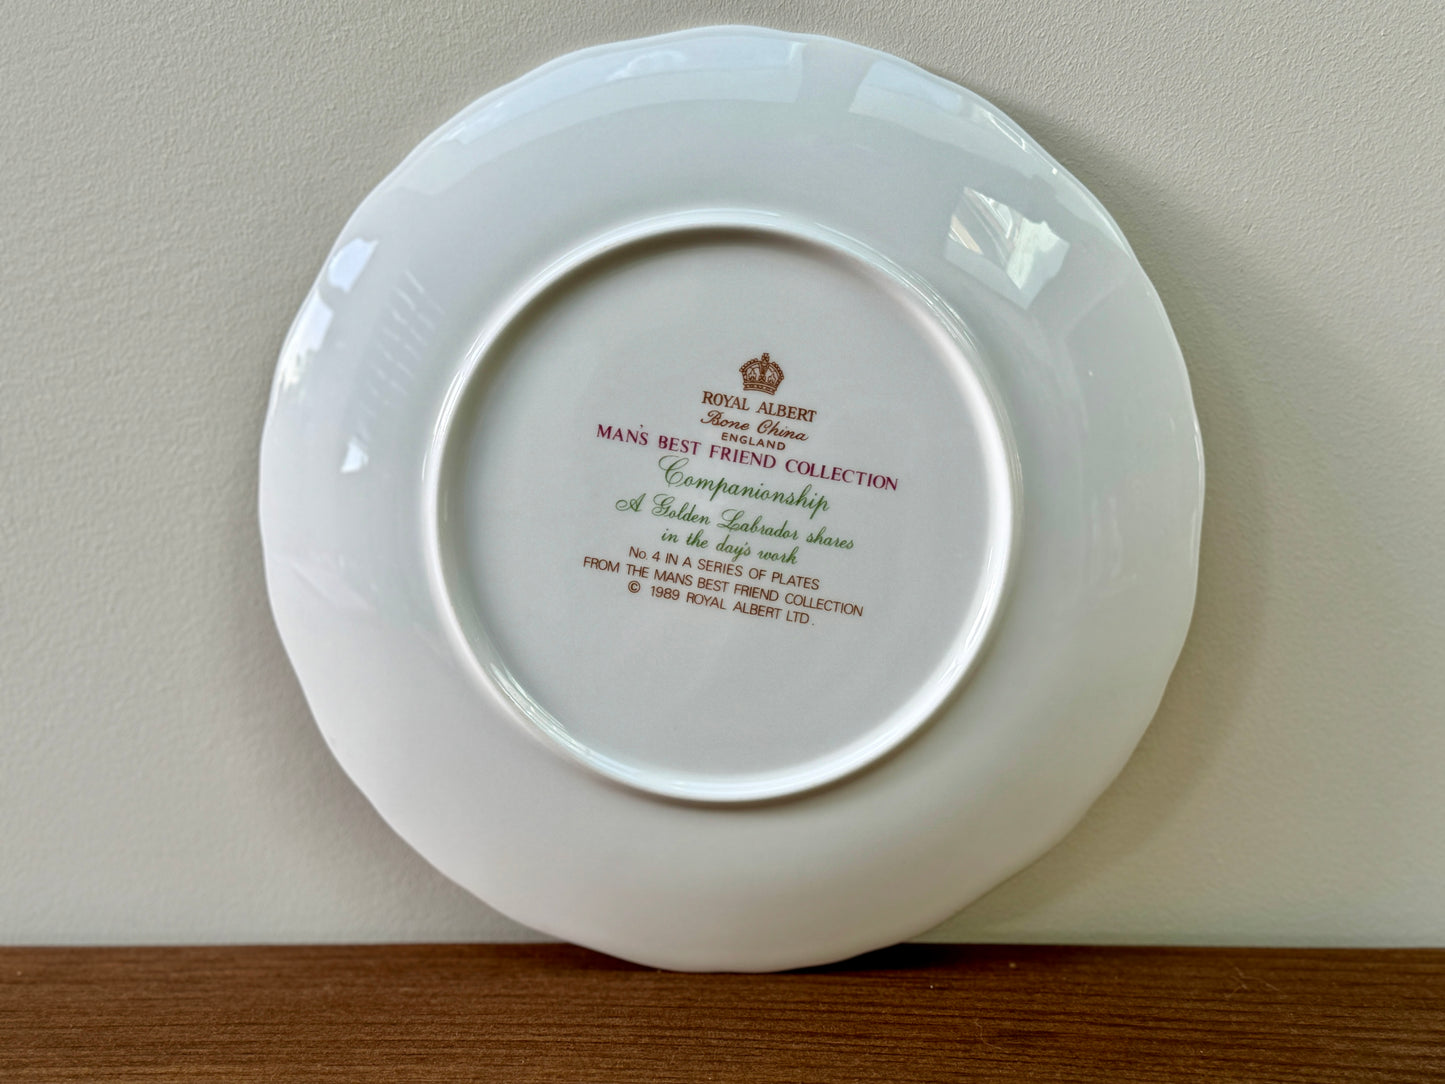 ROYAL ALBERT
Bone China
ENGLAND
MAN'S BEST FRIEND COLLECTION
Companionship
A Golden Labrador shares
in the day's work
No. 4 IN A SERIES OF PLATES
FROM THE MANS BEST FRIEND COLLECTION
© 1989 ROYAL ALBERT LTD.